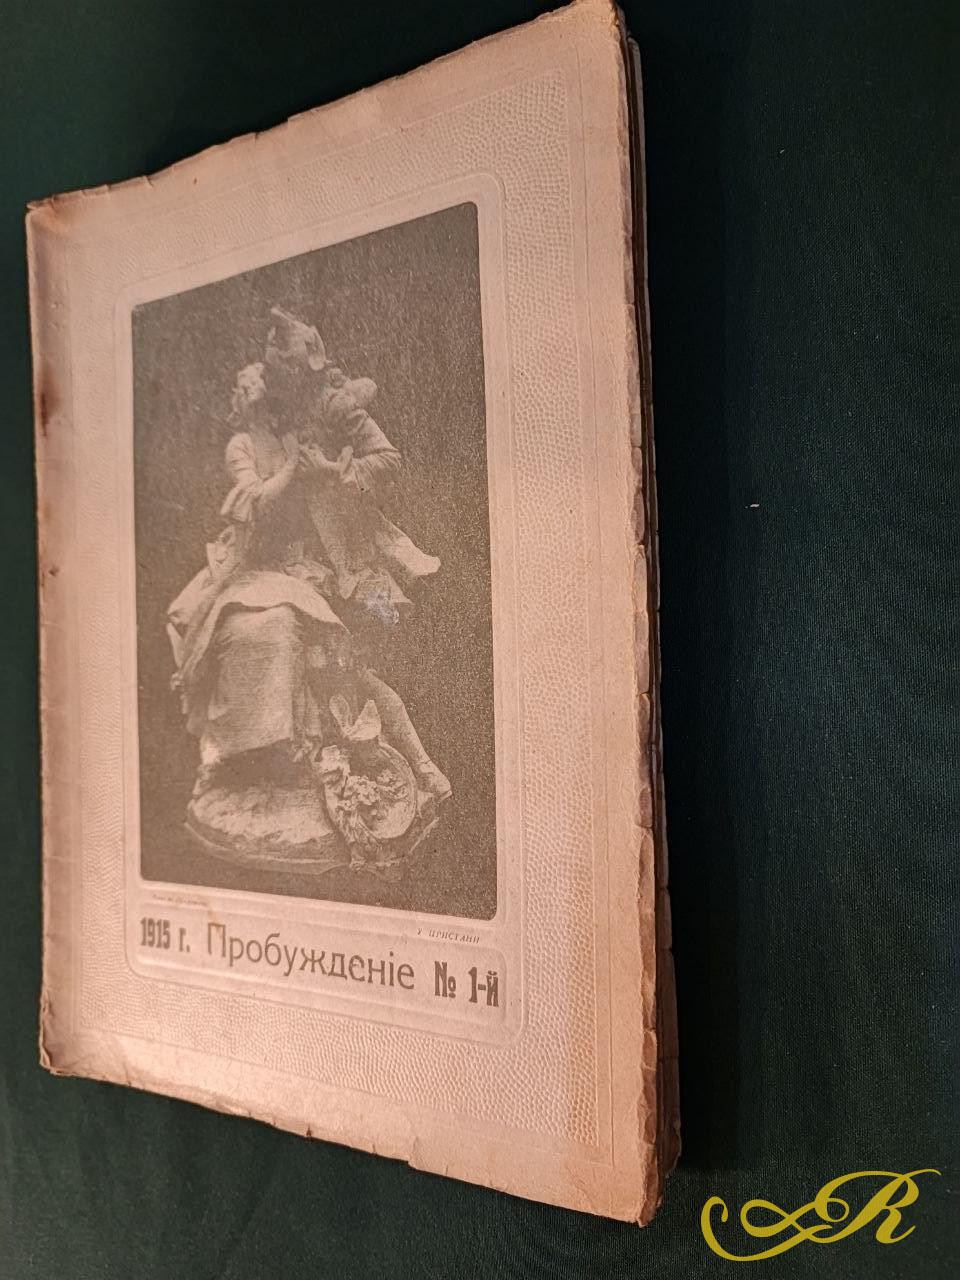 У ПРИСТАНИ
1915 г. Пробужденіе № 1-й
R